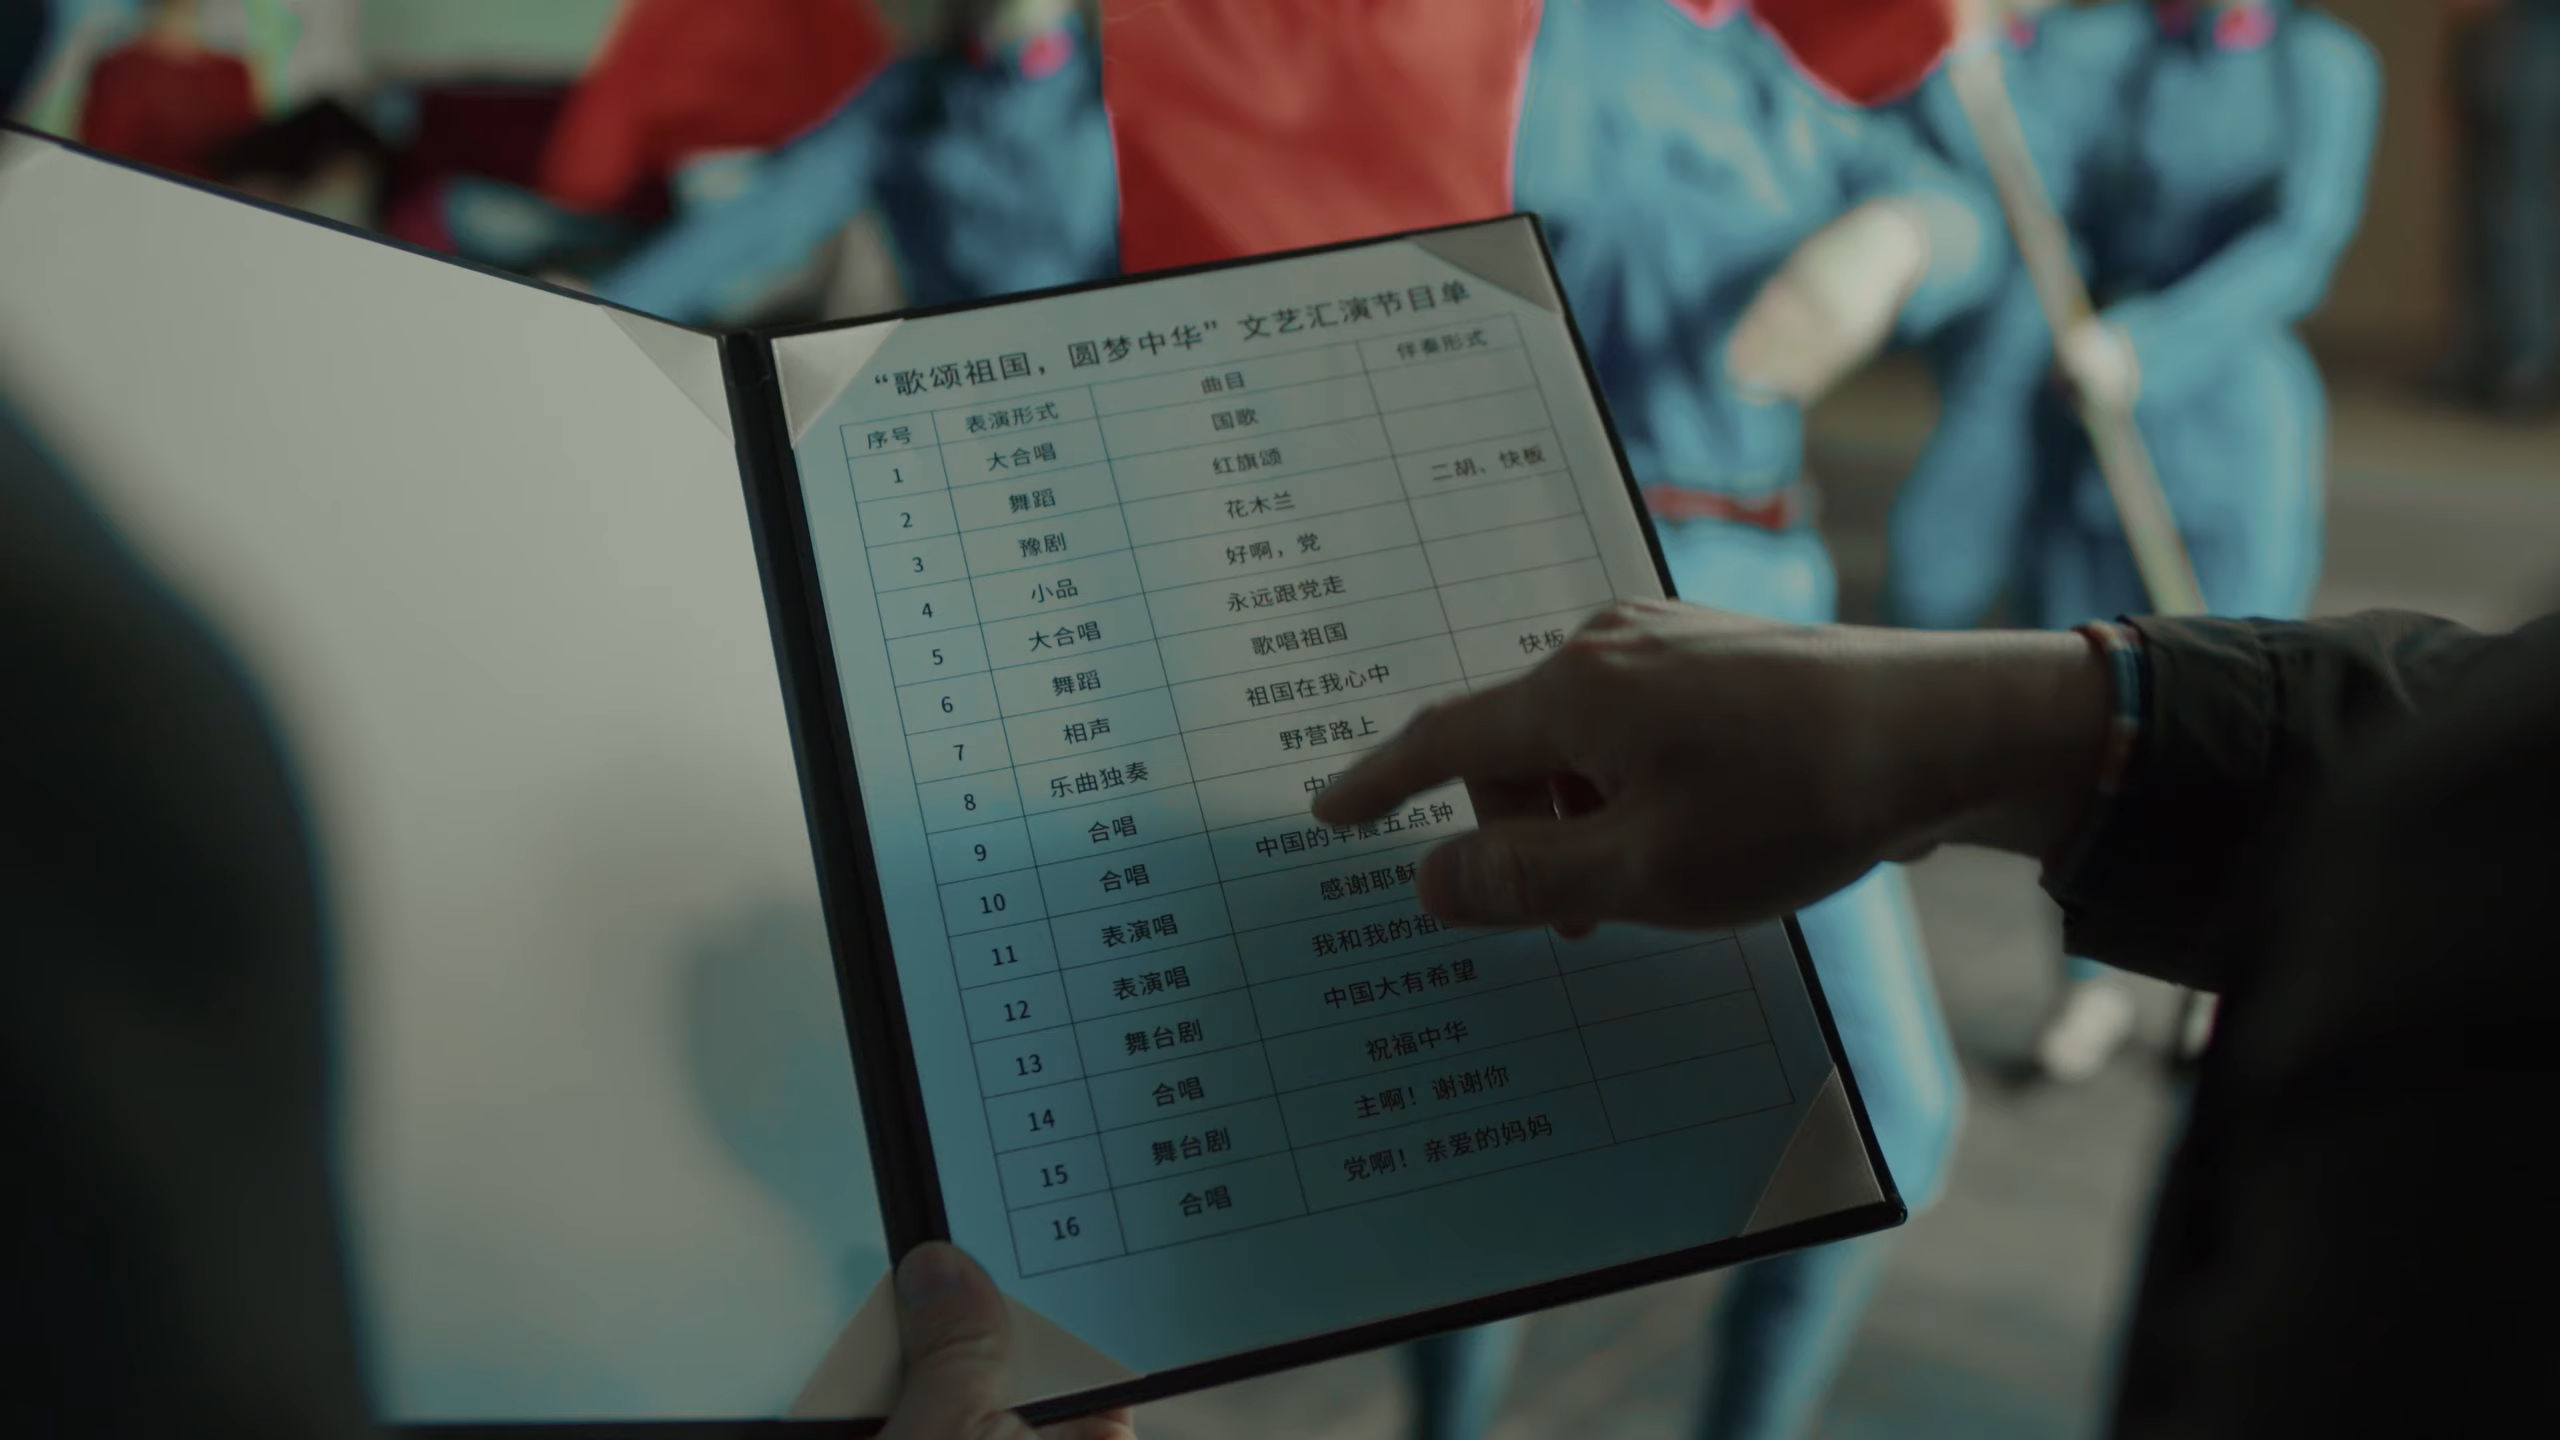 “歌颂祖国，圆梦中华”文艺汇演节目单
序号 表演形式 曲目 伴奏形式
1 大合唱 国歌
2 舞蹈 红旗颂
3 豫剧 花木兰 二胡、快板
4 小品 好啊，党
5 大合唱 永远跟党走
6 舞蹈 歌唱祖国
7 相声 祖国在我心中 快板
8 乐曲独奏 野营路上
9 合唱 中国
10 合唱 中国的早晨五点钟
11 表演唱 感谢耶稣
12 表演唱 我和我的祖国
13 舞台剧 中国大有希望
14 合唱 祝福中华
15 舞台剧 主啊！谢谢你
16 合唱 党啊！亲爱的妈妈